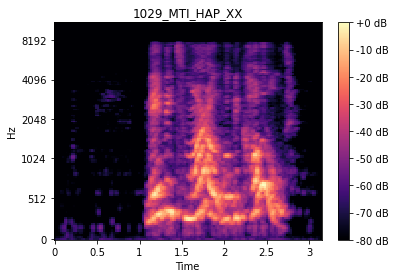 1029_MTI_HAP_XX
+0 dB
8192
-10 dB
4096
-20 dB
-30 dB
2048
Hz
-40 dB
1024
-50 dB
512
-60 dB
-70 dB
0
-80 dB
0 0.5 1 1.5 2 2.5 3
Time